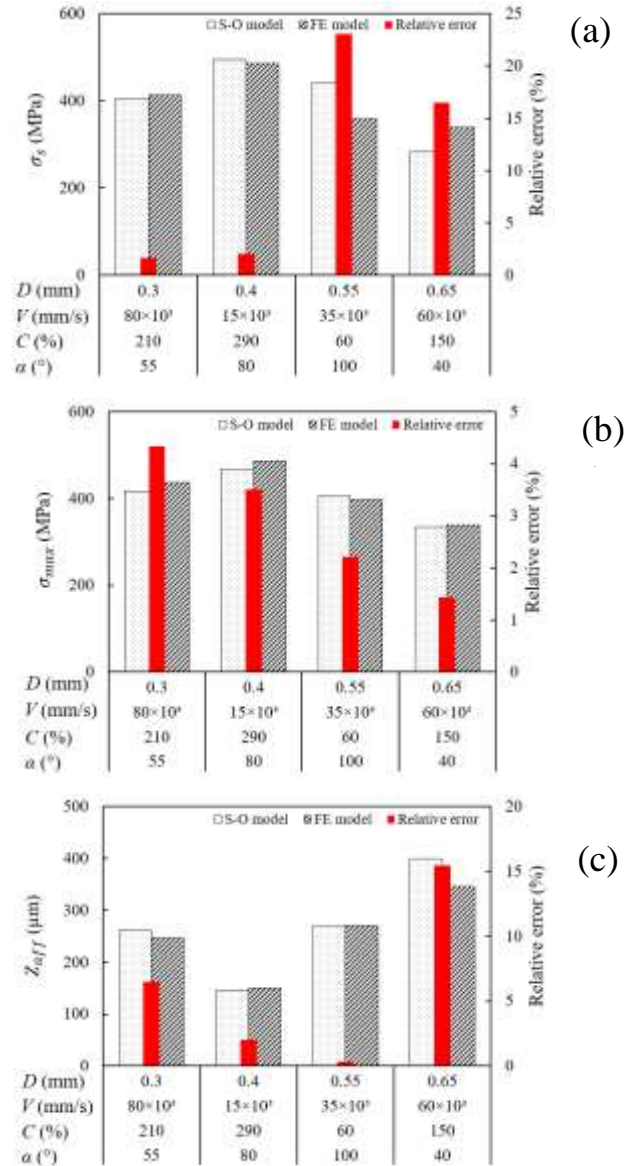 600 25
S-O model FE model Relative error
(a)
400 20
200 15
0 10
5
0
σs (MPa)
Relative error (%)
D (mm) 0.3 0.4 0.55 0.65
V (mm/s) 80×10³ 15×10³ 35×10³ 60×10³
C (%) 210 290 60 150
α (°) 55 80 100 40
600 5
S-O model FE model Relative error
(b)
400 4
200 3
0 2
1
0
σmax (MPa)
Relative error (%)
D (mm) 0.3 0.4 0.55 0.65
V (mm/s) 80×10³ 15×10³ 35×10³ 60×10³
C (%) 210 290 60 150
α (°) 55 80 100 40
500 20
S-O model FE model Relative error
(c)
400 15
300 10
200 5
100 0
0
Zaff (μm)
Relative error (%)
D (mm) 0.3 0.4 0.55 0.65
V (mm/s) 80×10³ 15×10³ 35×10³ 60×10³
C (%) 210 290 60 150
α (°) 55 80 100 40